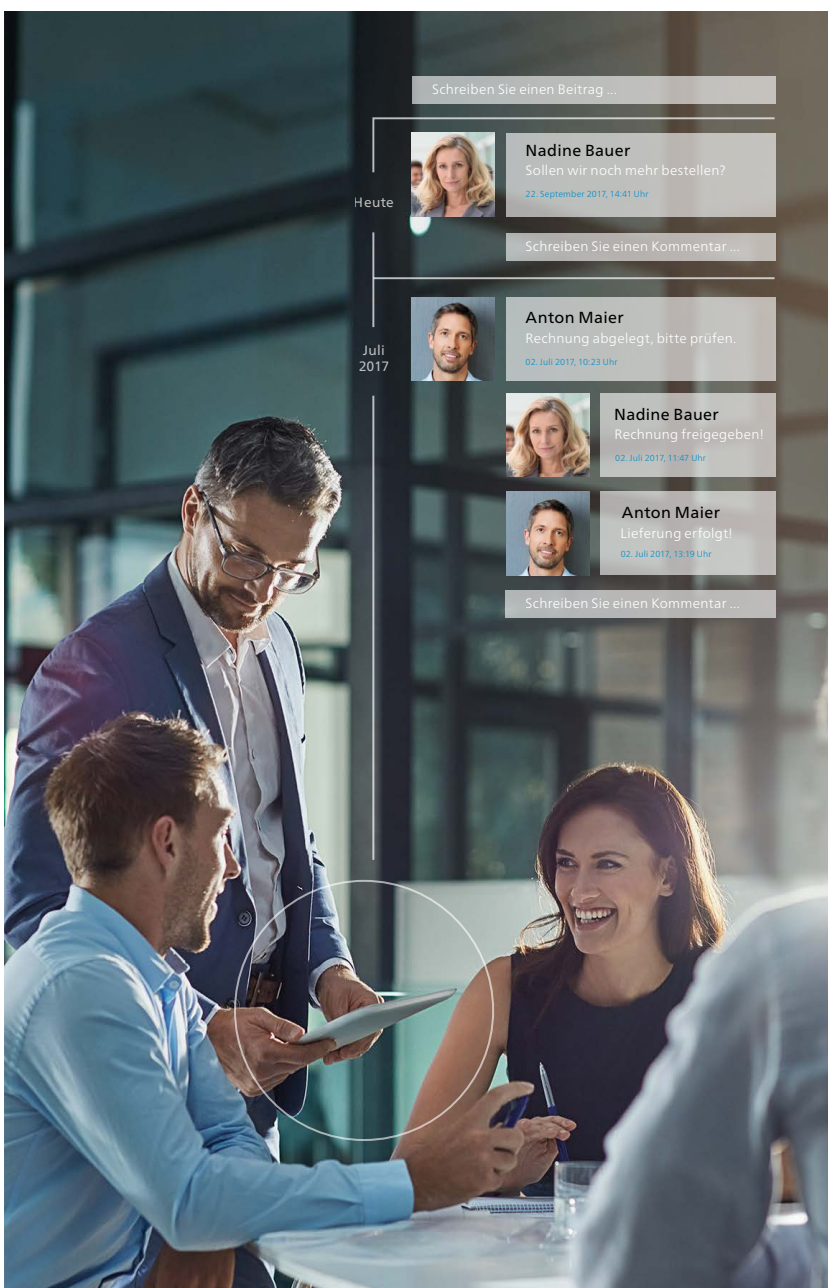 Schreiben Sie einen Beitrag ...
Nadine Bauer
Sollen wir noch mehr bestellen?
22. September 2017, 14:41 Uhr
Heute
Schreiben Sie einen Kommentar ...
Anton Maier
Rechnung abgelegt, bitte prüfen.
02. Juli 2017, 10:23 Uhr
Juli
2017
Nadine Bauer
Rechnung freigegeben!
02. Juli 2017, 11:47 Uhr
Anton Maier
Lieferung erfolgt!
02. Juli 2017, 13:19 Uhr
Schreiben Sie einen Kommentar ...